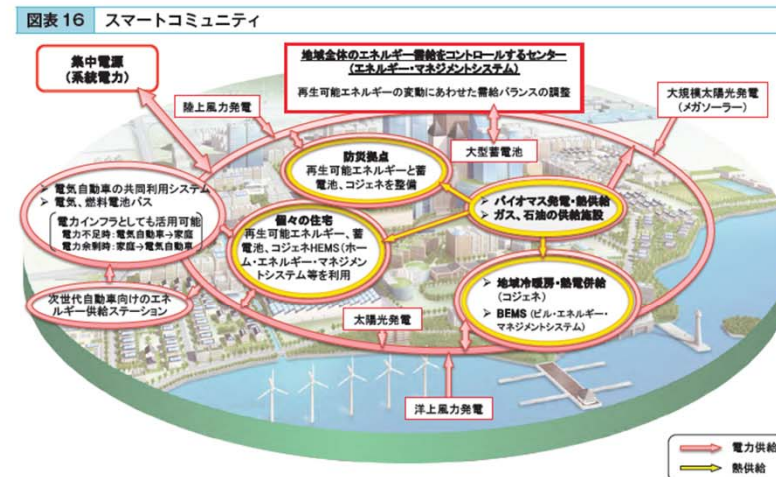 図表16 スマートコミュニティ
集中電源
(系統電力)
地域全体のエネルギー需給をコントロールするセンター
(エネルギー・マネジメントシステム)
再生可能エネルギーの変動にあわせた需給バランスの調整
大規模太陽光発電
(メガソーラー)
陸上風力発電
大型蓄電池
防災拠点
再生可能エネルギーと蓄
電池、コジェネを整備
➢ 電気自動車の共同利用システム
➢ 電気、燃料電池バス
電力インフラとしても活用可能
電力不足時:電気自動車→家庭
電力余剰時:家庭→電気自動車
➢ バイオマス発電・熱供給
➢ ガス、石油の供給施設
個々の住宅
再生可能エネルギー、蓄
電池、コジェネHEMS(ホー
ム・エネルギー・マネジメ
ントシステム等を利用
➢ 地域冷暖房・熱電併給
(コジェネ)
➢ BEMS (ビル・エネルギー・
マネジメントシステム)
次世代自動車向けのエネ
ルギー供給ステーション
太陽光発電
洋上風力発電
電力供給
熱供給